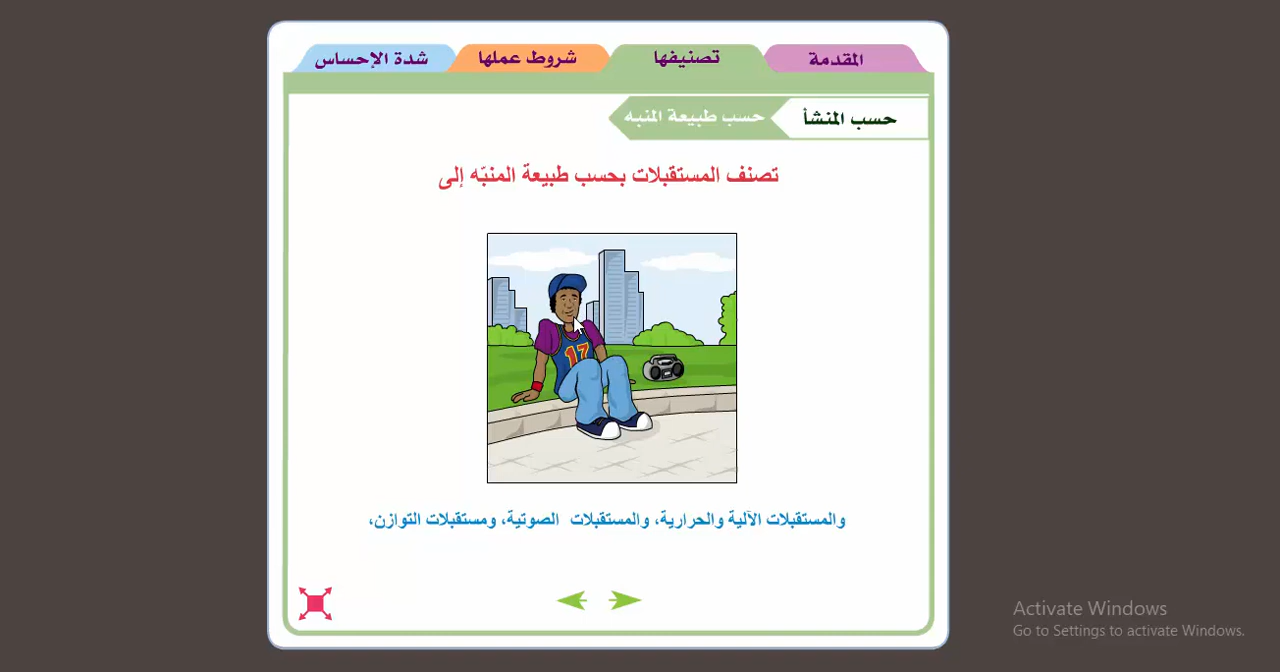 المقدمة
تصنيفها
شروط عملها
شدة الإحساس
حسب المنشأ
حسب طبيعة المنبه
تصنف المستقبلات بحسب طبيعة المنبّه إلى
17
والمستقبلات الآلية والحرارية، والمستقبلات الصوتية، ومستقبلات التوازن،
Activate Windows
Go to Settings to activate Windows.